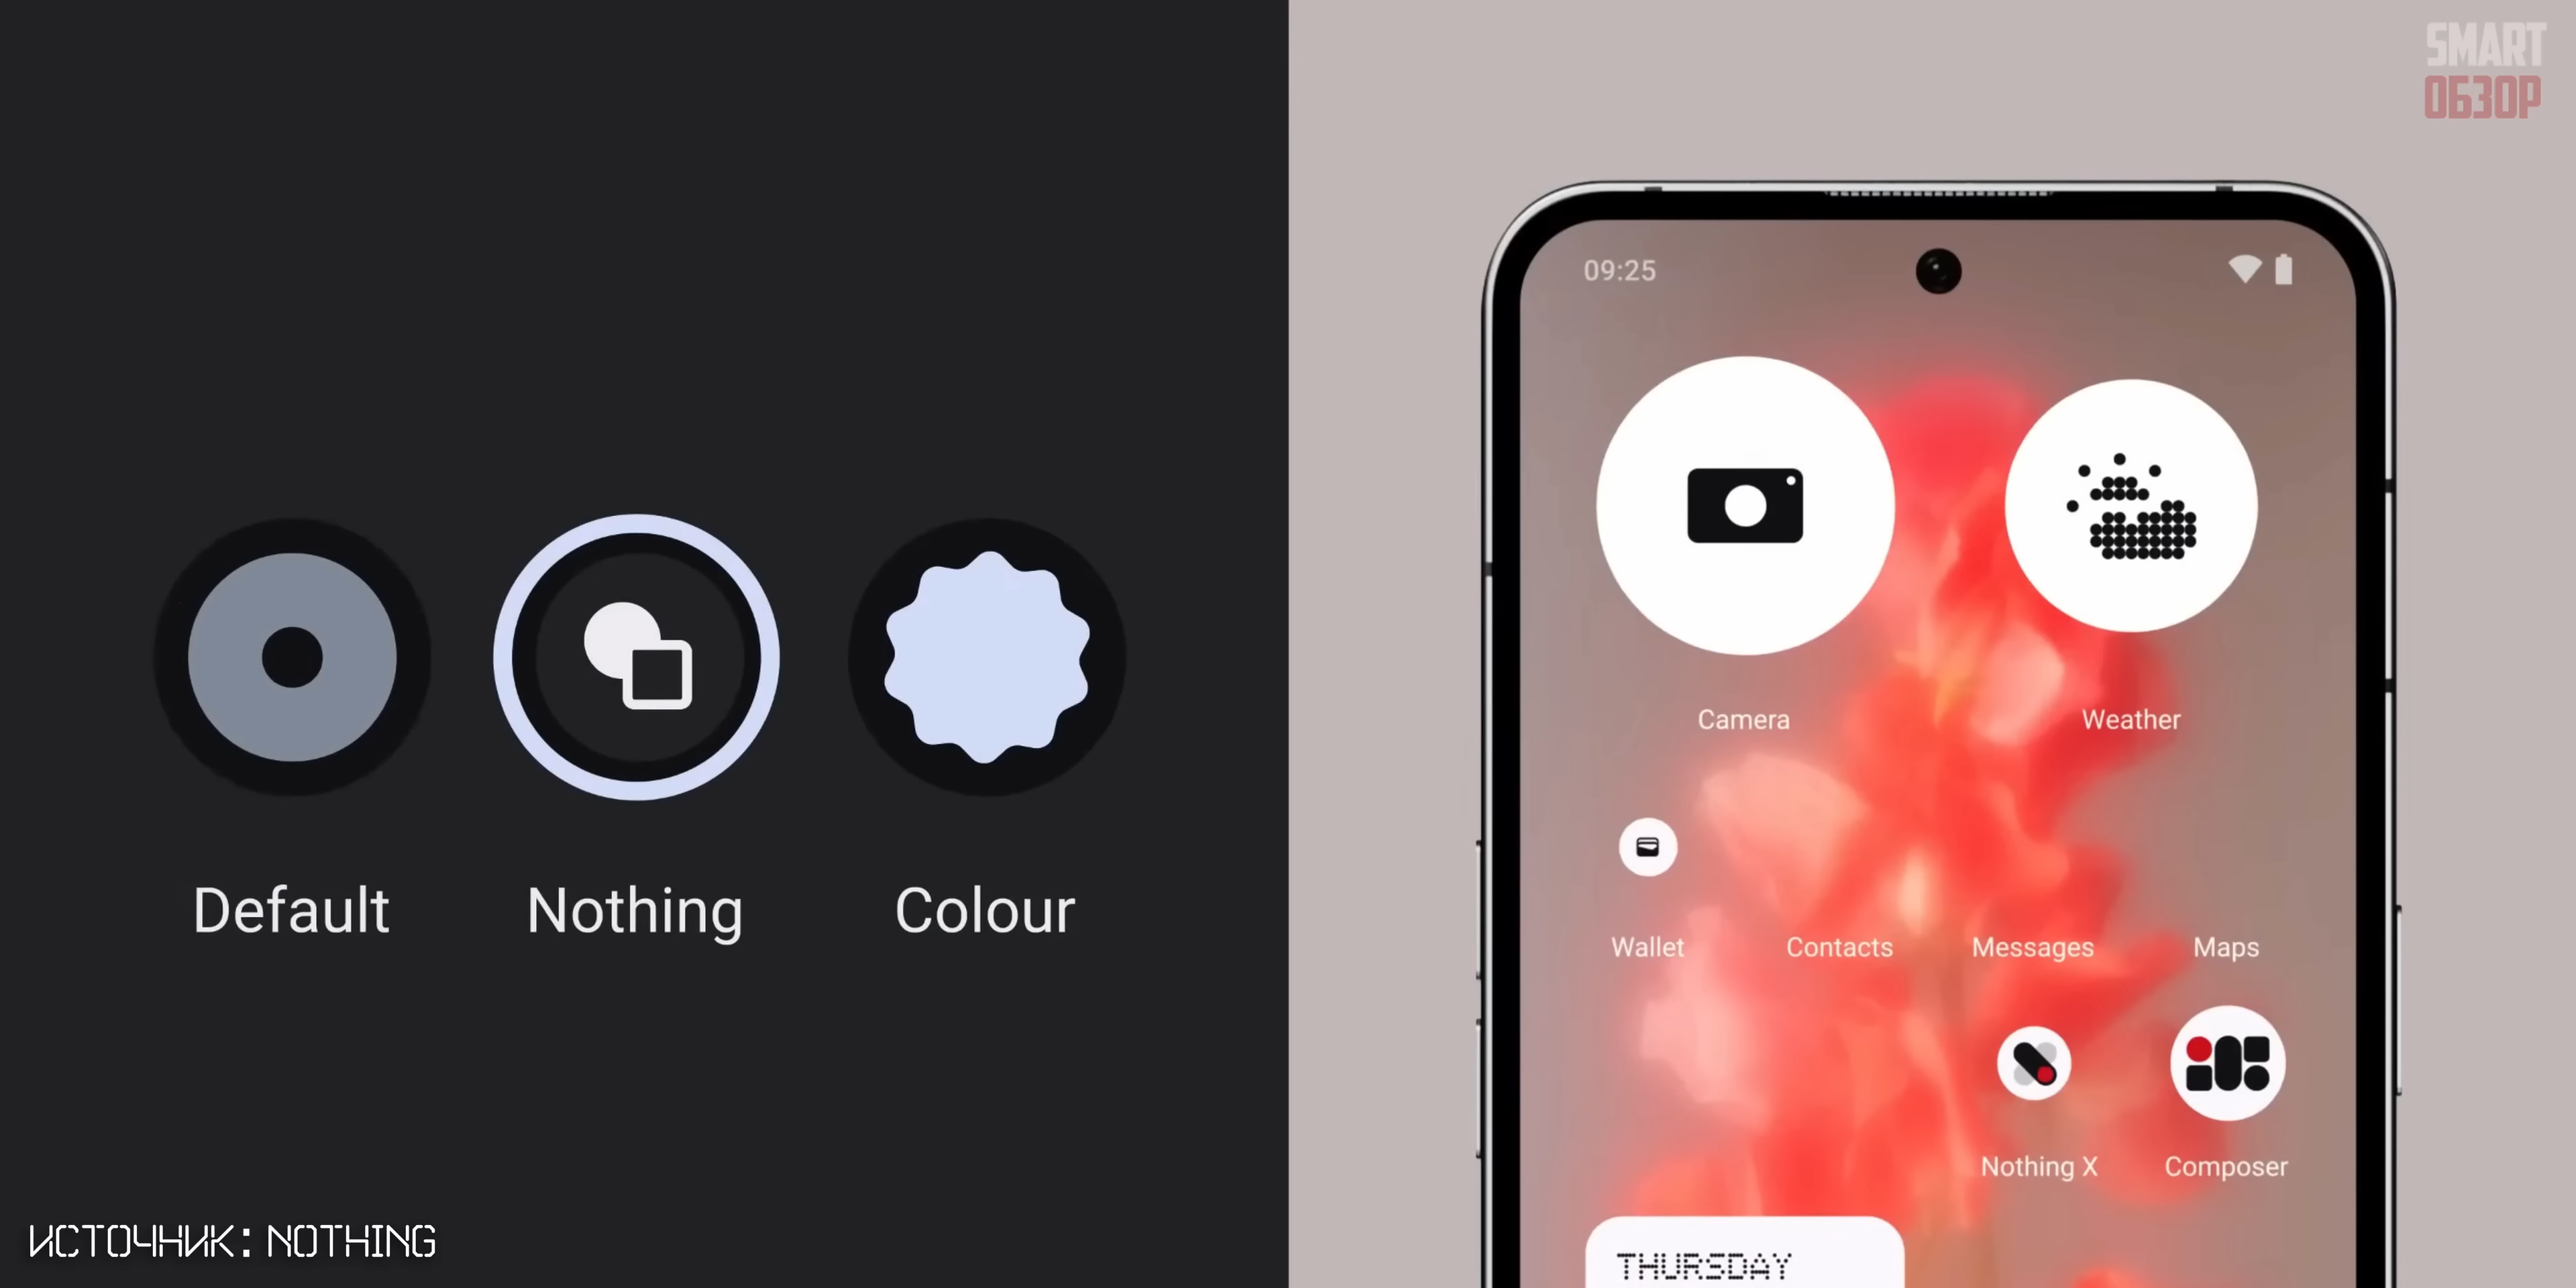 SMART
ОБЗОР
Default
Nothing
Colour
09:25
Camera
Weather
Wallet
Contacts
Messages
Maps
Nothing X
Composer
THURSDAY
ИСТОЧНИК: NOTHING